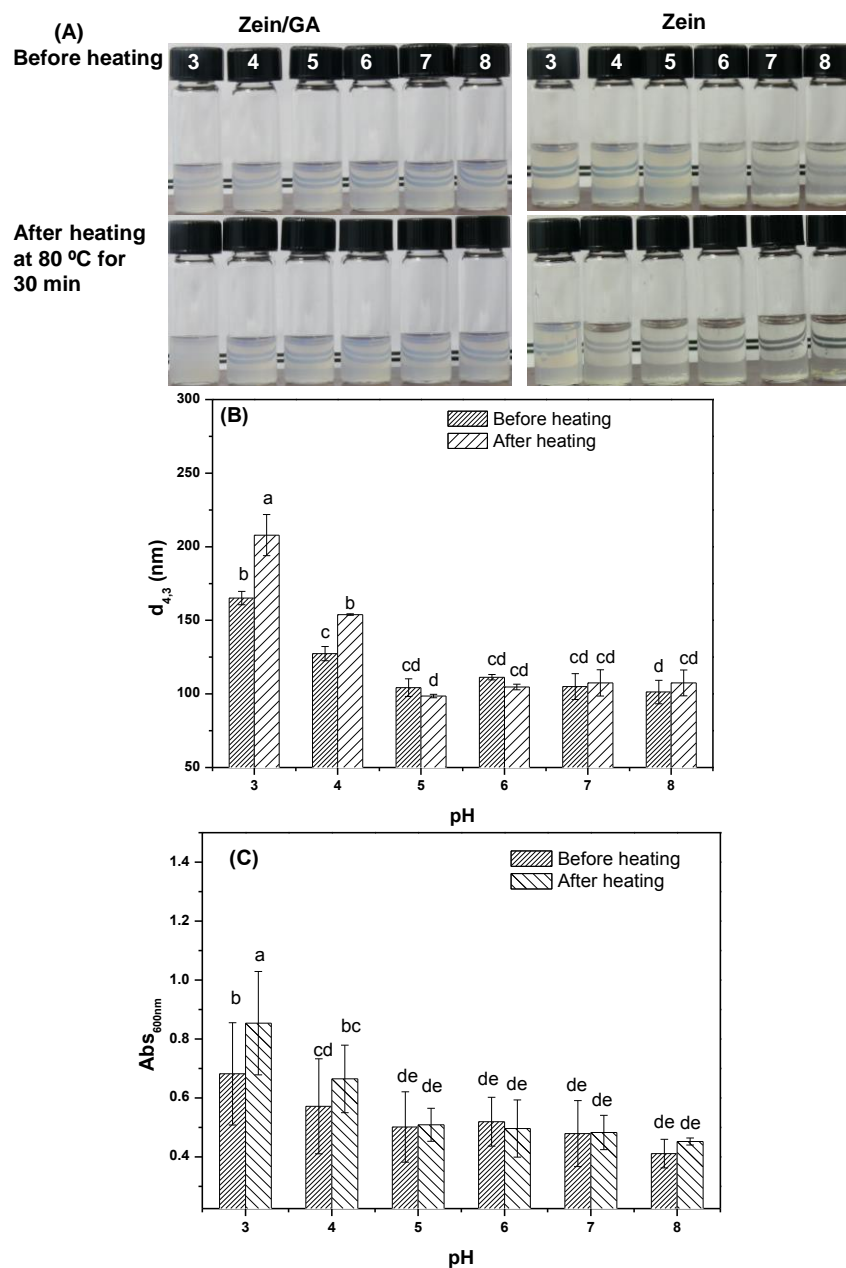 (A)
Zein/GA
Zein
Before heating
3 4 5 6 7 8
3 4 5 6 7 8
After heating
at 80 ºC for
30 min
(B)
Before heating
After heating
300
250
200
150
100
50
d4,3 (nm)
a
b
b
c
cd
d
cd
cd
cd
cd
d
cd
3 4 5 6 7 8
pH
(C)
Before heating
After heating
1.4
1.2
1.0
0.8
0.6
0.4
Abs600nm
a
b
bc
cd
de
de
de
de
de
de
de de
3 4 5 6 7 8
pH